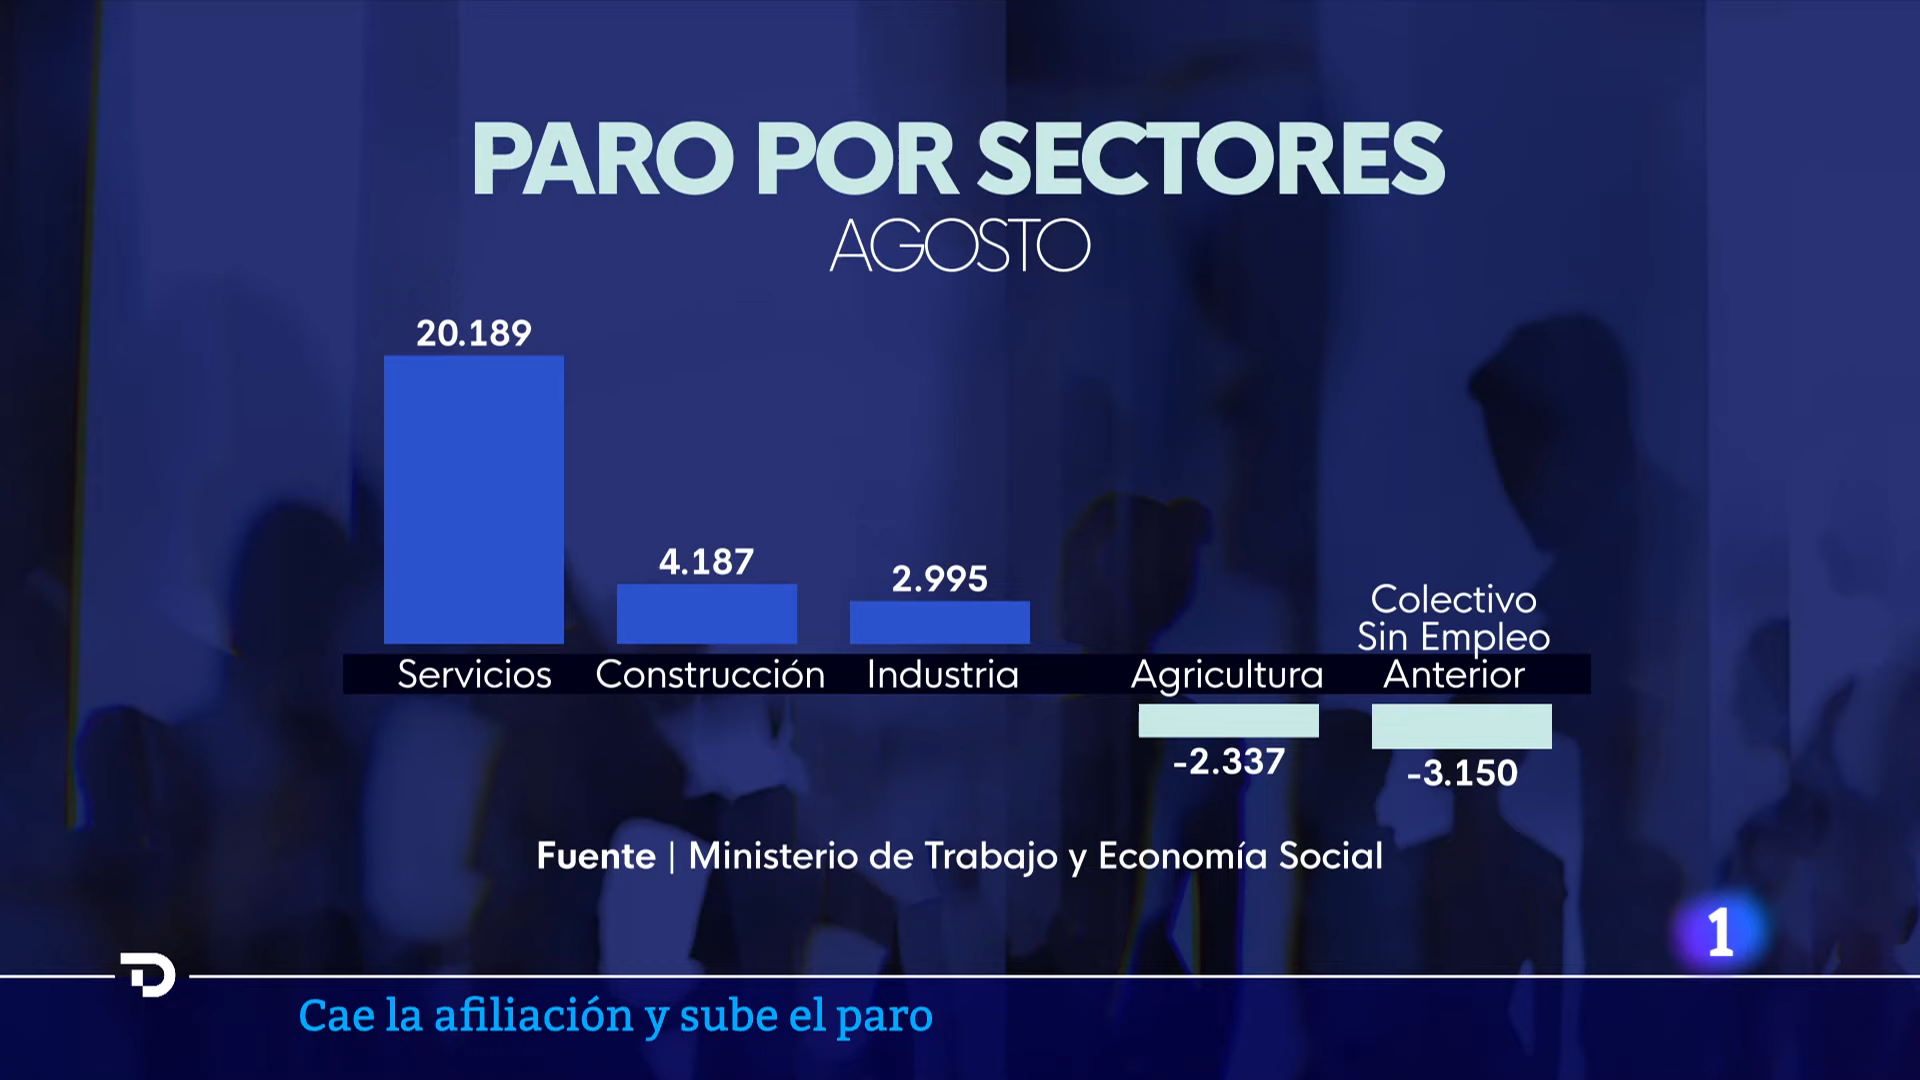 PARO POR SECTORES
AGOSTO
20.189
4.187
2.995
Servicios
Construcción
Industria
Agricultura
Colectivo
Sin Empleo
Anterior
-2.337
-3.150
Fuente | Ministerio de Trabajo y Economía Social
1
D
Cae la afiliación y sube el paro